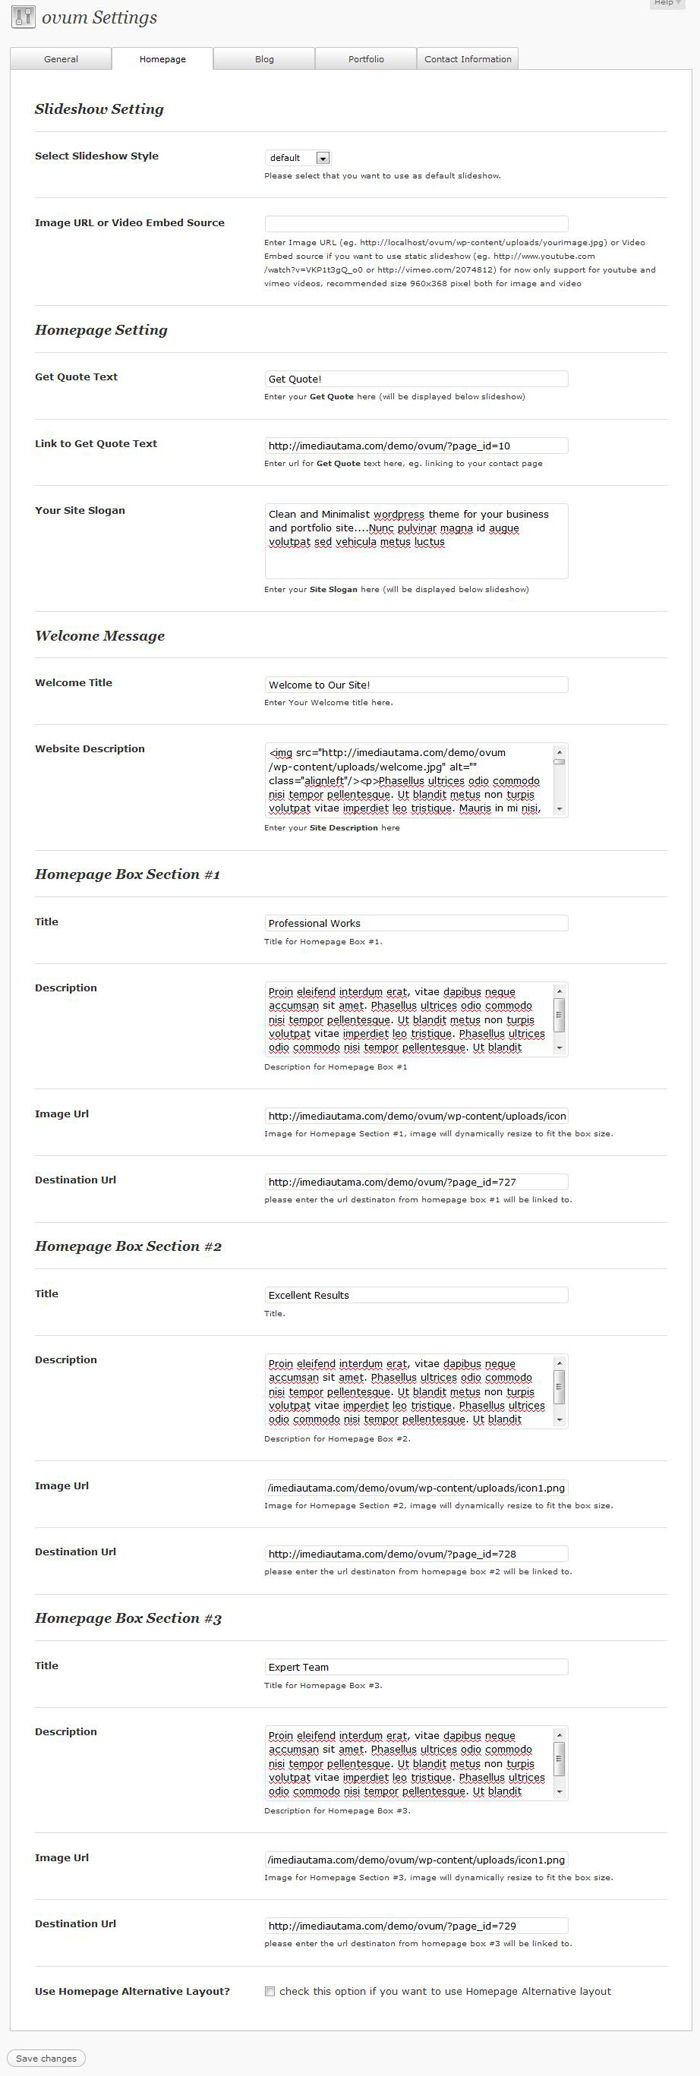 Help
ovum Settings
General Homepage Blog Portfolio Contact Information
Slideshow Setting
Select Slideshow Style default
Please select that you want to use as default slideshow.
Image URL or Video Embed Source
Enter Image URL (eg. http://localhost/ovum/wp-content/uploads/yourimage.jpg) or Video
Embed source if you want to use static slideshow (eg. http://www.youtube.com
/watch?v=VKP1t3gQ_o0 or http://vimeo.com/2074812) for now only support for youtube and
vimeo videos, recommended size 960x368 pixel both for image and video
Homepage Setting
Get Quote Text Get Quote!
Enter your Get Quote here (will be displayed below slideshow)
Link to Get Quote Text http://imediautama.com/demo/ovum/?page_id=10
Enter url for Get Quote text here, eg. linking to your contact page
Your Site Slogan Clean and Minimalist wordpress theme for your business
and portfolio site....Nunc pulvinar magna id augue
volutpat sed vehicula metus luctus
Enter your Site Slogan here (will be displayed below slideshow)
Welcome Message
Welcome Title Welcome to Our Site!
Enter Your Welcome title here.
Website Description <img src="http://imediautama.com/demo/ovum
/wp-content/uploads/welcome.jpg" alt=""
class="alignleft"/><p>Phasellus ultrices odio commodo
nisi tempor pellentesque. Ut blandit metus non turpis
volutpat vitae imperdiet leo tristique. Mauris in mi nisi,
Enter your Site Description here
Homepage Box Section #1
Title Professional Works
Title for Homepage Box #1.
Description Proin eleifend interdum erat, vitae dapibus neque
accumsan sit amet. Phasellus ultrices odio commodo
nisi tempor pellentesque. Ut blandit metus non turpis
volutpat vitae imperdiet leo tristique. Phasellus ultrices
odio commodo nisi tempor pellentesque. Ut blandit
Description for Homepage Box #1
Image Url http://imediautama.com/demo/ovum/wp-content/uploads/icon
Image for Homepage Section #1, image will dynamically resize to fit the box size.
Destination Url http://imediautama.com/demo/ovum/?page_id=727
please enter the url destinaton from homepage box #1 will be linked to.
Homepage Box Section #2
Title Excellent Results
Title.
Description Proin eleifend interdum erat, vitae dapibus neque
accumsan sit amet. Phasellus ultrices odio commodo
nisi tempor pellentesque. Ut blandit metus non turpis
volutpat vitae imperdiet leo tristique. Phasellus ultrices
odio commodo nisi tempor pellentesque. Ut blandit
Description for Homepage Box #2.
Image Url /imediautama.com/demo/ovum/wp-content/uploads/icon1.png
Image for Homepage Section #2, image will dynamically resize to fit the box size.
Destination Url http://imediautama.com/demo/ovum/?page_id=728
please enter the url destinaton from homepage box #2 will be linked to.
Homepage Box Section #3
Title Expert Team
Title for Homepage Box #3.
Description Proin eleifend interdum erat, vitae dapibus neque
accumsan sit amet. Phasellus ultrices odio commodo
nisi tempor pellentesque. Ut blandit metus non turpis
volutpat vitae imperdiet leo tristique. Phasellus ultrices
odio commodo nisi tempor pellentesque. Ut blandit
Description for Homepage Box #3.
Image Url /imediautama.com/demo/ovum/wp-content/uploads/icon1.png
Image for Homepage Section #3, image will dynamically resize to fit the box size.
Destination Url http://imediautama.com/demo/ovum/?page_id=729
please enter the url destinaton from homepage box #3 will be linked to.
Use Homepage Alternative Layout? check this option if you want to use Homepage Alternative layout
Save changes